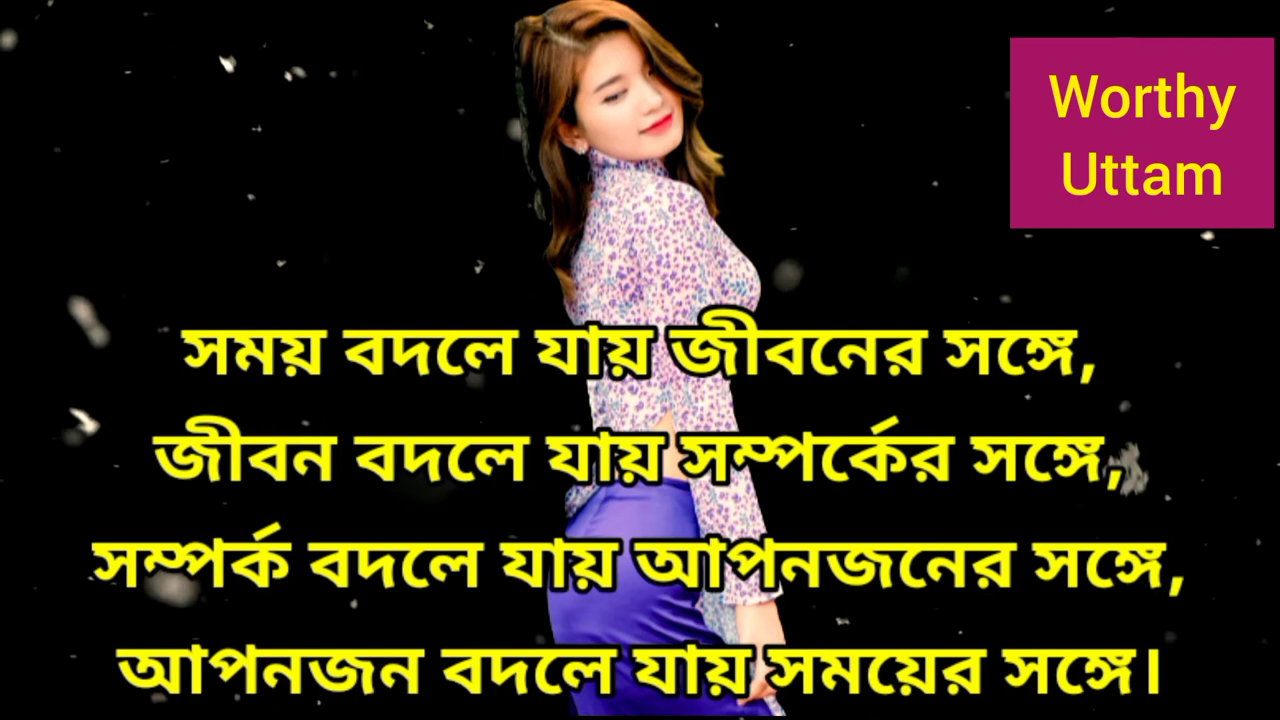 Worthy
Uttam
সময় বদলে যায় জীবনের সঙ্গে,
জীবন বদলে যায় সম্পর্কের সঙ্গে,
সম্পর্ক বদলে যায় আপনজনের সঙ্গে,
আপনজন বদলে যায় সময়ের সঙ্গে।